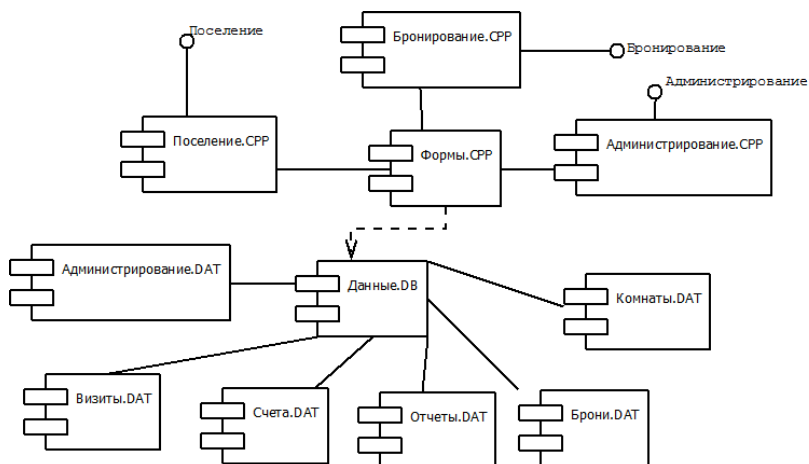 Поселение
Бронирование.CPP
Бронирование
Администрирование
Поселение.CPP
Формы.CPP
Администрирование.CPP
Администрирование.DAT
Данные.DB
Комнаты.DAT
Визиты.DAT
Счета.DAT
Отчеты.DAT
Брони.DAT